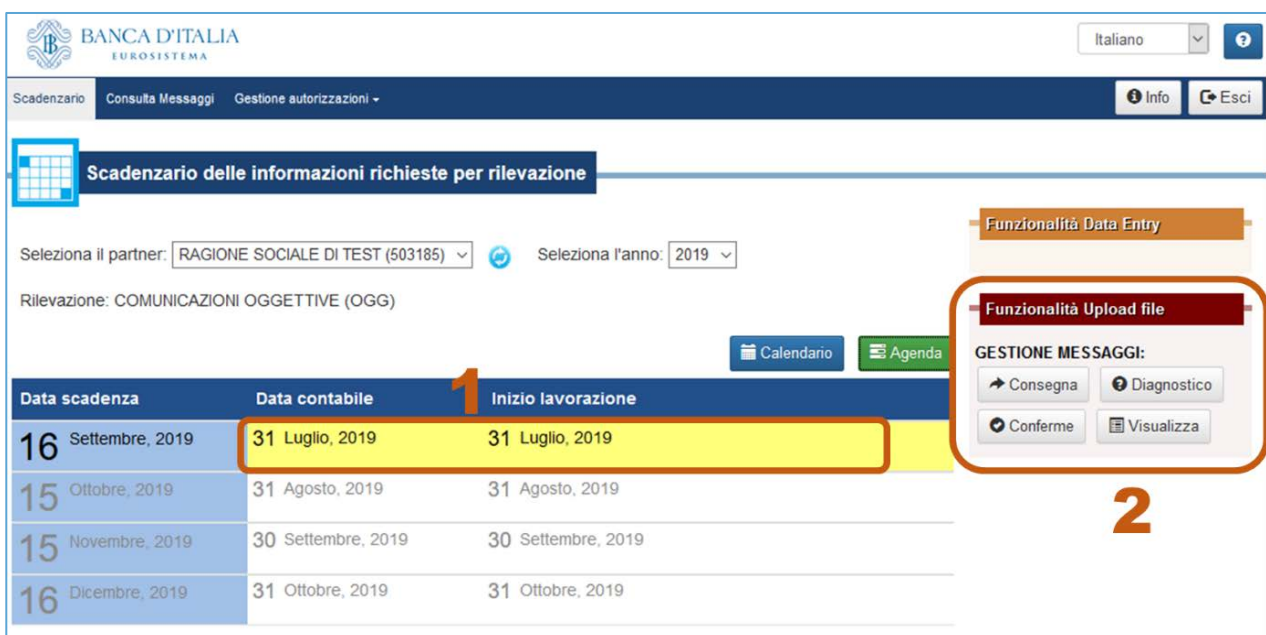 BANCA D'ITALIA
EUROSISTEMA
Italiano
Scadenzario Consulta Messaggi Gestione autorizzazioni
Info Esci
Scadenzario delle informazioni richieste per rilevazione
Funzionalità Data Entry
Seleziona il partner: RAGIONE SOCIALE DI TEST (503185) Seleziona l'anno: 2019
Rilevazione: COMUNICAZIONI OGGETTIVE (OGG)
Funzionalità Upload file
Calendario Agenda
GESTIONE MESSAGGI:
Consegna Diagnostico
Conferme Visualizza
1
2
Data scadenza Data contabile Inizio lavorazione
16 Settembre, 2019 31 Luglio, 2019 31 Luglio, 2019
15 Ottobre, 2019 31 Agosto, 2019 31 Agosto, 2019
15 Novembre, 2019 30 Settembre, 2019 30 Settembre, 2019
16 Dicembre, 2019 31 Ottobre, 2019 31 Ottobre, 2019